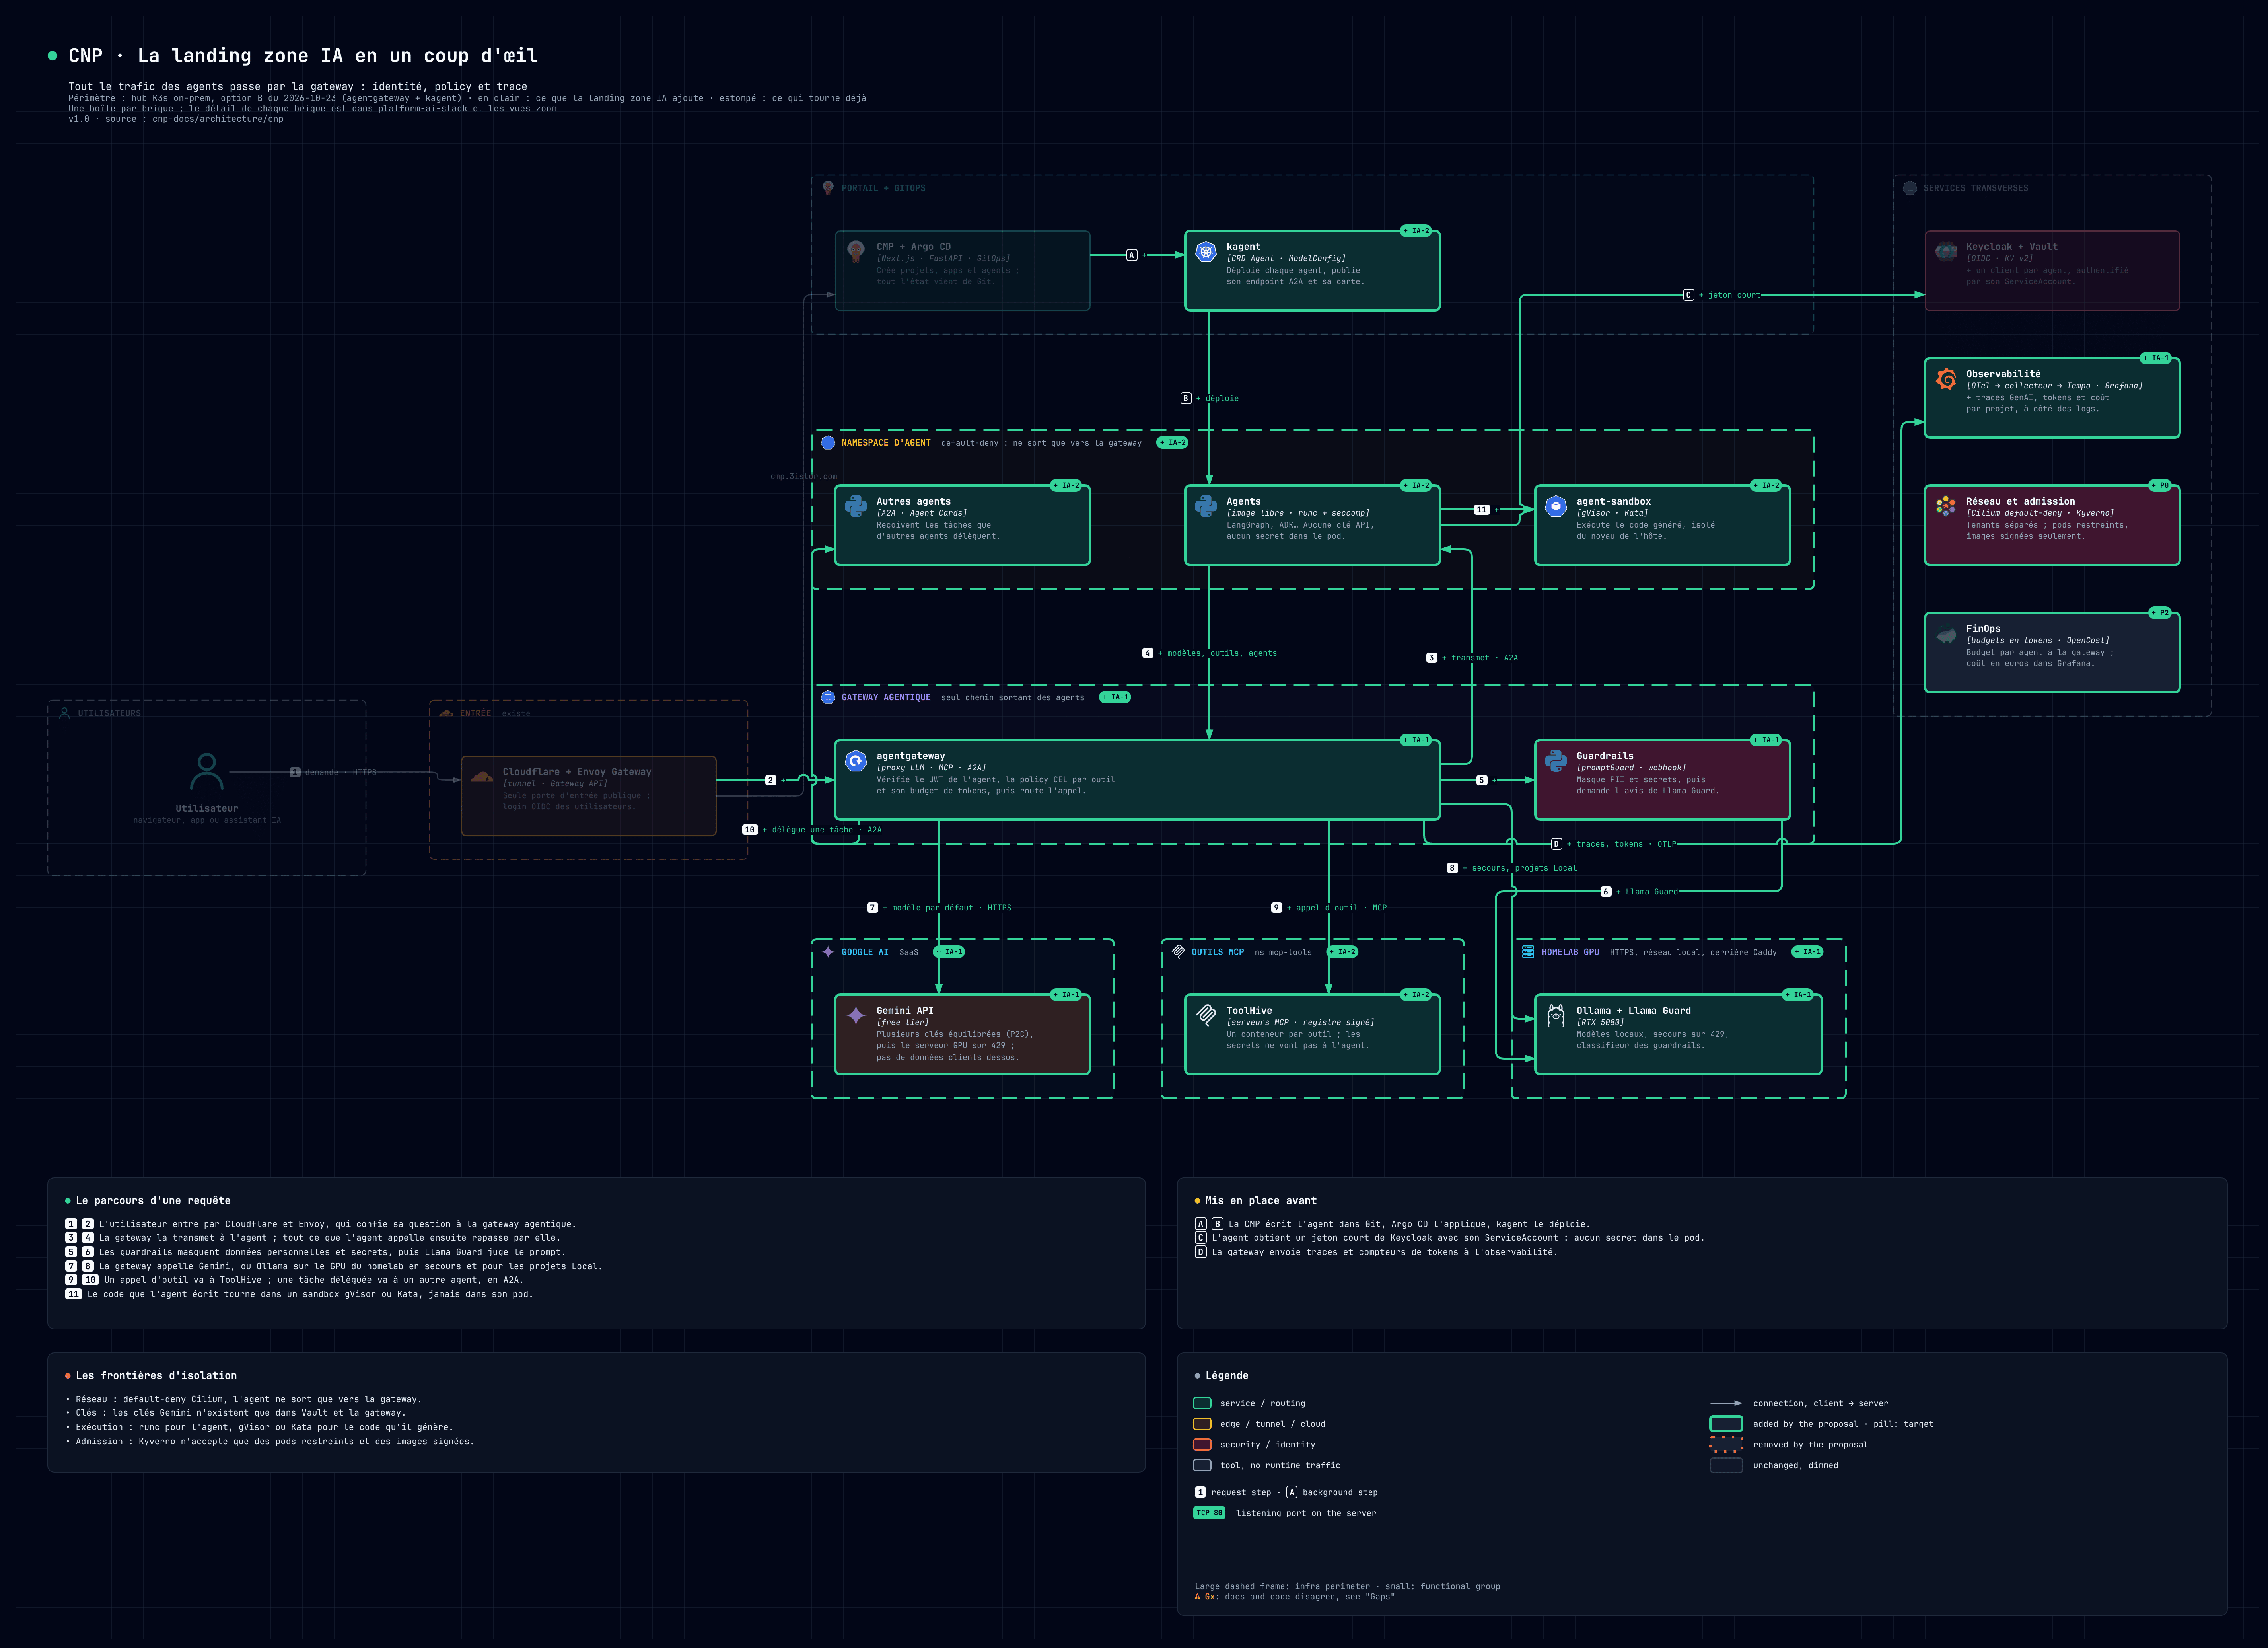 CNP · La landing zone IA en un coup d'œil
Tout le trafic des agents passe par la gateway : identité, policy et trace
Périmètre : hub K3s on-prem, option B du 2026-10-23 (agentgateway + kagent) · en clair : ce que la landing zone IA ajoute · estompé : ce qui tourne déjà
Une boîte par brique ; le détail de chaque brique est dans platform-ai-stack et les vues zoom
v1.0 · source : cnp-docs/architecture/cnp
PORTAIL + GITOPS
CMP + Argo CD
[Next.js · FastAPI · GitOps]
Crée projets, apps et agents ;
tout l'état vient de Git.
A +
+ IA-2
kagent
[CRD Agent · ModelConfig]
Déploie chaque agent, publie
son endpoint A2A et sa carte.
SERVICES TRANSVERSES
Keycloak + Vault
[OIDC · KV v2]
+ un client par agent, authentifié
par son ServiceAccount.
C + jeton court
+ IA-1
Observabilité
[OTel → collecteur → Tempo · Grafana]
+ traces GenAI, tokens et coût
par projet, à côté des logs.
+ P0
Réseau et admission
[Cilium default-deny · Kyverno]
Tenants séparés ; pods restreints,
images signées seulement.
+ P2
FinOps
[budgets en tokens · OpenCost]
Budget par agent à la gateway ;
coût en euros dans Grafana.
B + déploie
NAMESPACE D'AGENT default-deny : ne sort que vers la gateway + IA-2
cmp.3istor.com
+ IA-2
Autres agents
[A2A · Agent Cards]
Reçoivent les tâches que
d'autres agents délèguent.
+ IA-2
Agents
[image libre · runc + seccomp]
LangGraph, ADK… Aucune clé API,
aucun secret dans le pod.
11 +
+ IA-2
agent-sandbox
[gVisor · Kata]
Exécute le code généré, isolé
du noyau de l'hôte.
4 + modèles, outils, agents
3 + transmet · A2A
GATEWAY AGENTIQUE seul chemin sortant des agents + IA-1
UTILISATEURS
Utilisateur
navigateur, app ou assistant IA
1 demande · HTTPS
ENTRÉE existe
Cloudflare + Envoy Gateway
[tunnel · Gateway API]
Seule porte d'entrée publique ;
login OIDC des utilisateurs.
2 +
+ IA-1
agentgateway
[proxy LLM · MCP · A2A]
Vérifie le JWT de l'agent, la policy CEL par outil
et son budget de tokens, puis route l'appel.
5 +
+ IA-1
Guardrails
[promptGuard · webhook]
Masque PII et secrets, puis
demande l'avis de Llama Guard.
10 + délègue une tâche · A2A
D + traces, tokens · OTLP
8 + secours, projets Local
6 + Llama Guard
7 + modèle par défaut · HTTPS
9 + appel d'outil · MCP
GOOGLE AI SaaS + IA-1
+ IA-1
Gemini API
[free tier]
Plusieurs clés équilibrées (P2C),
puis le serveur GPU sur 429 ;
pas de données clients dessus.
OUTILS MCP ns mcp-tools + IA-2
+ IA-2
ToolHive
[serveurs MCP · registre signé]
Un conteneur par outil ; les
secrets ne vont pas à l'agent.
HOMELAB GPU HTTPS, réseau local, derrière Caddy + IA-1
+ IA-1
Ollama + Llama Guard
[RTX 5080]
Modèles locaux, secours sur 429,
classifieur des guardrails.
Le parcours d'une requête
1 2 L'utilisateur entre par Cloudflare et Envoy, qui confie sa question à la gateway agentique.
3 4 La gateway la transmet à l'agent ; tout ce que l'agent appelle ensuite repasse par elle.
5 6 Les guardrails masquent données personnelles et secrets, puis Llama Guard juge le prompt.
7 8 La gateway appelle Gemini, ou Ollama sur le GPU du homelab en secours et pour les projets Local.
9 10 Un appel d'outil va à ToolHive ; une tâche déléguée va à un autre agent, en A2A.
11 Le code que l'agent écrit tourne dans un sandbox gVisor ou Kata, jamais dans son pod.
Mis en place avant
A B La CMP écrit l'agent dans Git, Argo CD l'applique, kagent le déploie.
C L'agent obtient un jeton court de Keycloak avec son ServiceAccount : aucun secret dans le pod.
D La gateway envoie traces et compteurs de tokens à l'observabilité.
Les frontières d'isolation
• Réseau : default-deny Cilium, l'agent ne sort que vers la gateway.
• Clés : les clés Gemini n'existent que dans Vault et la gateway.
• Exécution : runc pour l'agent, gVisor ou Kata pour le code qu'il génère.
• Admission : Kyverno n'accepte que des pods restreints et des images signées.
Légende
service / routing
edge / tunnel / cloud
security / identity
tool, no runtime traffic
1 request step · A background step
TCP 80 listening port on the server
connection, client → server
added by the proposal · pill: target
removed by the proposal
unchanged, dimmed
Large dashed frame: infra perimeter · small: functional group
Gx: docs and code disagree, see "Gaps"